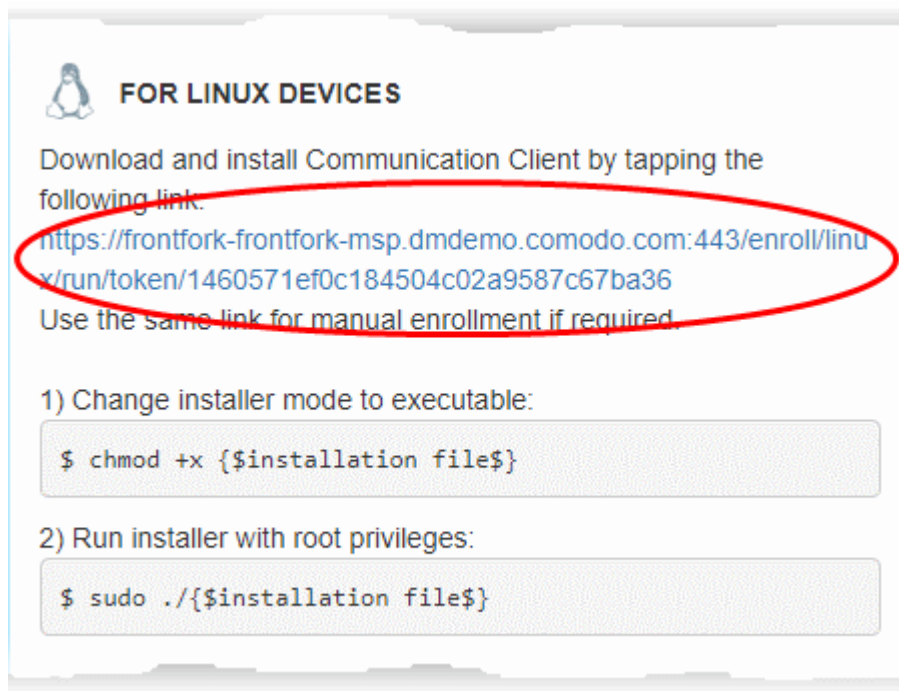 FOR LINUX DEVICES
Download and install Communication Client by tapping the
following link:
https://frontfork-frontfork-msp.dmdemo.comodo.com:443/enroll/linu
x/run/token/1460571ef0c184504c02a9587c67ba36
Use the same link for manual enrollment if required.
1) Change installer mode to executable:
$ chmod +x {$installation file$}
2) Run installer with root privileges:
$ sudo ./{$installation file$}